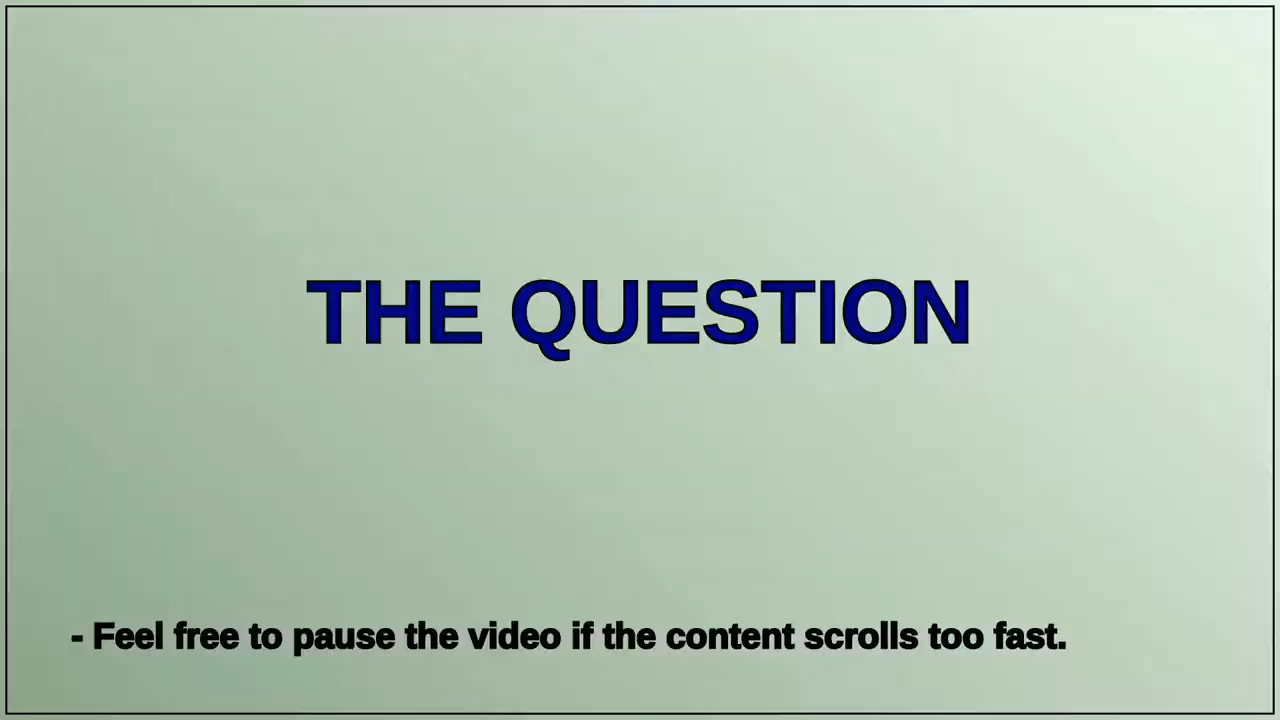 THE QUESTION
- Feel free to pause the video if the content scrolls too fast.